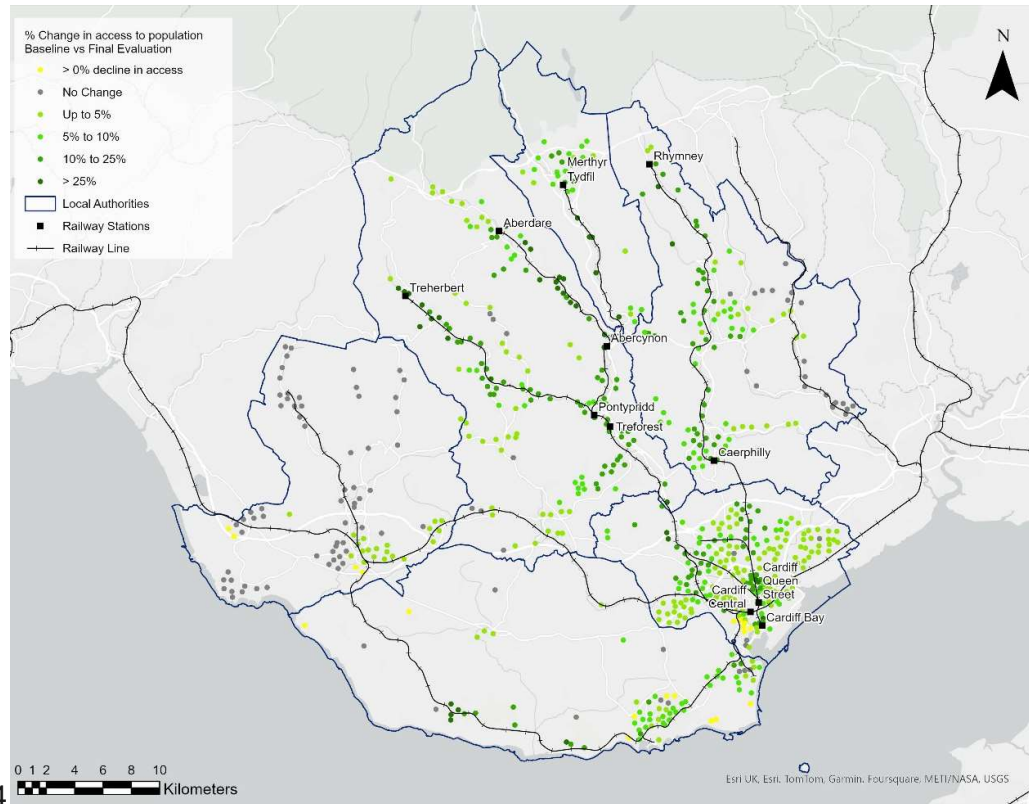 % Change in access to population
Baseline vs Final Evaluation
> 0% decline in access
No Change
Up to 5%
5% to 10%
10% to 25%
> 25%
Local Authorities
Railway Stations
Railway Line
N
Merthyr
Tydfil
Rhymney
Aberdare
Treherbert
Abercynon
Pontypridd
Treforest
Caerphilly
Cardiff
Queen
Street
Cardiff
Central
Cardiff Bay
0 1 2 4 6 8 10
Kilometers
Esri UK, Esri, TomTom, Garmin, Foursquare, METI/NASA, USGS
4